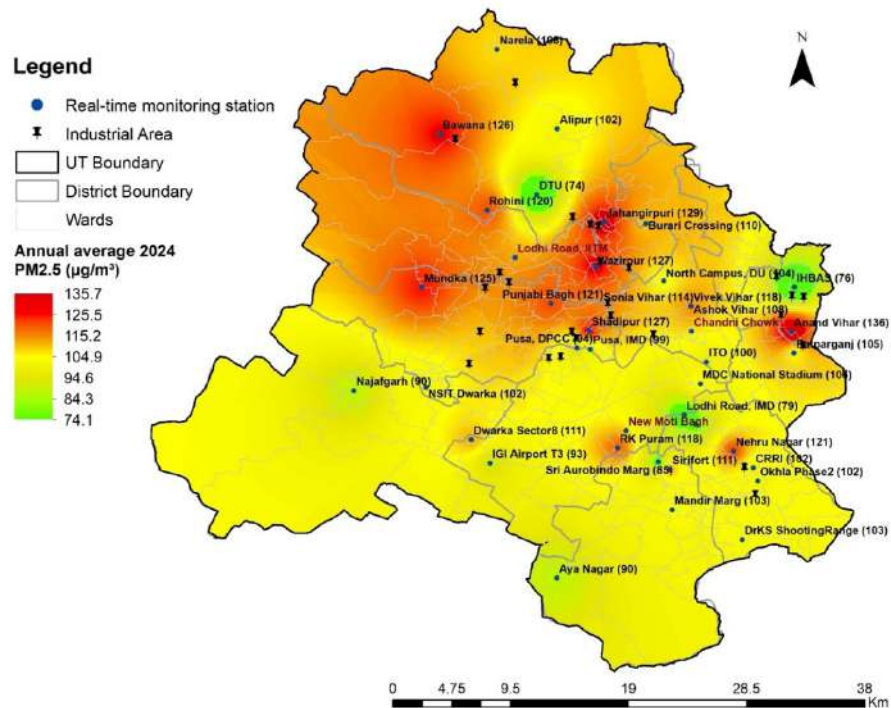 N
Legend
Real-time monitoring station
Industrial Area
UT Boundary
District Boundary
Wards
Annual average 2024
PM2.5 (µg/m³)
135.7
125.5
115.2
104.9
94.6
84.3
74.1
Narela
Bawana (126)
Alipur (102)
DTU (74)
Rohini (120)
Jahangirpuri (129)
Burari Crossing (110)
Lodhi Road, IITM
Wazirpur (127)
Mundka (125)
North Campus, DU (104)
IHBAS (76)
Punjabi Bagh (121)
Sonia Vihar (114)
Vivek Vihar (118)
Ashok Vihar (108)
Shadipur (127)
Chandni Chowk
Anand Vihar (136)
Pusa, DPCC (94)
Pusa, IMD (99)
(105)
ITO (100)
MDC National Stadium
Najafgarh (90)
NSIT Dwarka (102)
Lodhi Road, IMD (79)
Dwarka Sector8 (111)
New Moti Bagh
RK Puram (118)
Nehru Nagar (121)
IGI Airport T3 (93)
Sirifort (111)
CRRI
Sri Aurobindo Marg
Okhla Phase2 (102)
Mandir Marg (103)
DrKS ShootingRange (103)
Aya Nagar (90)
0 4.75 9.5 19 28.5 38
Km